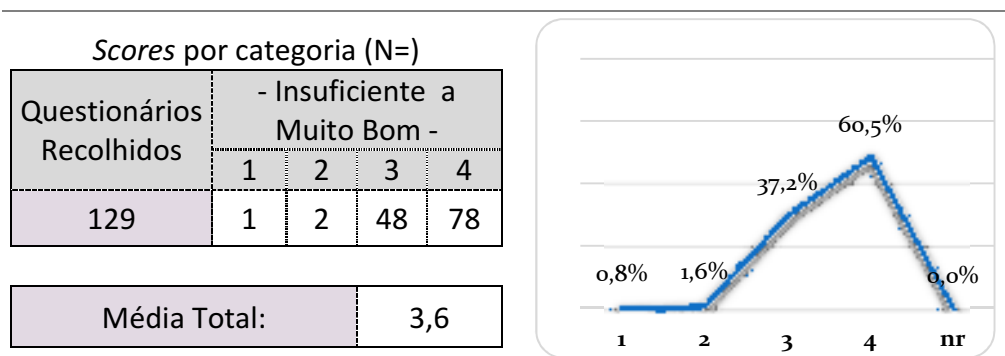 Scores por categoria (N=)
Questionários Recolhidos
- Insuficiente a
Muito Bom -
1 2 3 4
129 1 2 48 78
Média Total: 3,6
60,5%
37,2%
0,8% 1,6% 0,0%
1 2 3 4 nr